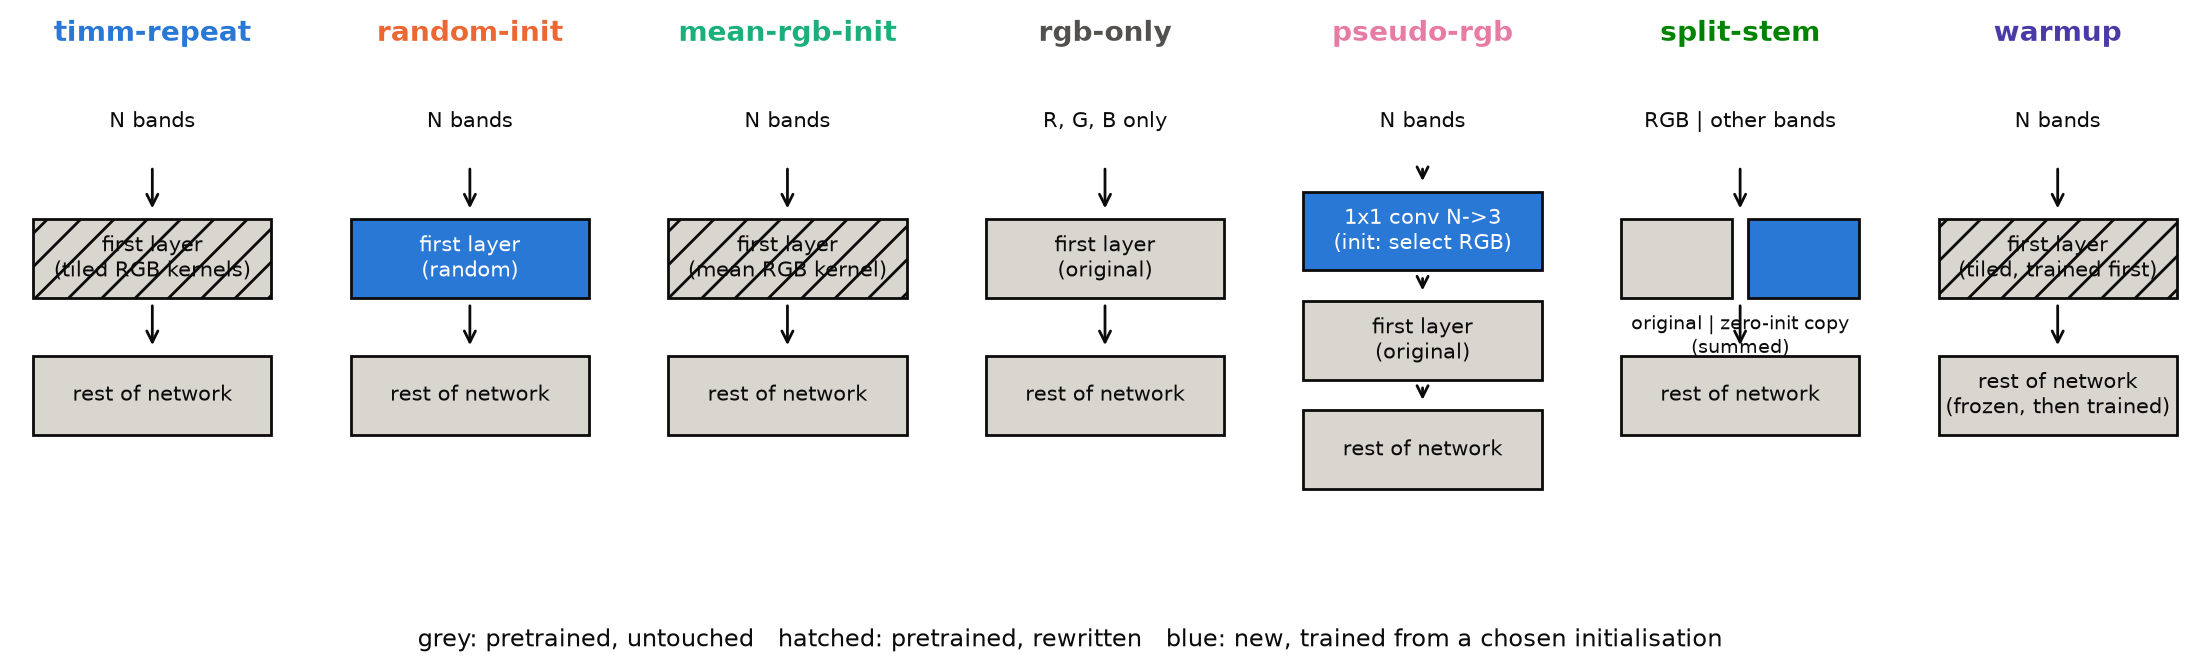 timm-repeat
N bands
first layer
(tiled RGB kernels)
rest of network
random-init
N bands
first layer
(random)
rest of network
mean-rgb-init
N bands
first layer
(mean RGB kernel)
rest of network
rgb-only
R, G, B only
first layer
(original)
rest of network
pseudo-rgb
N bands
1x1 conv N->3
(init: select RGB)
first layer
(original)
rest of network
split-stem
RGB | other bands
original | zero-init copy
(summed)
rest of network
warmup
N bands
first layer
(tiled, trained first)
rest of network
(frozen, then trained)
grey: pretrained, untouched   hatched: pretrained, rewritten   blue: new, trained from a chosen initialisation